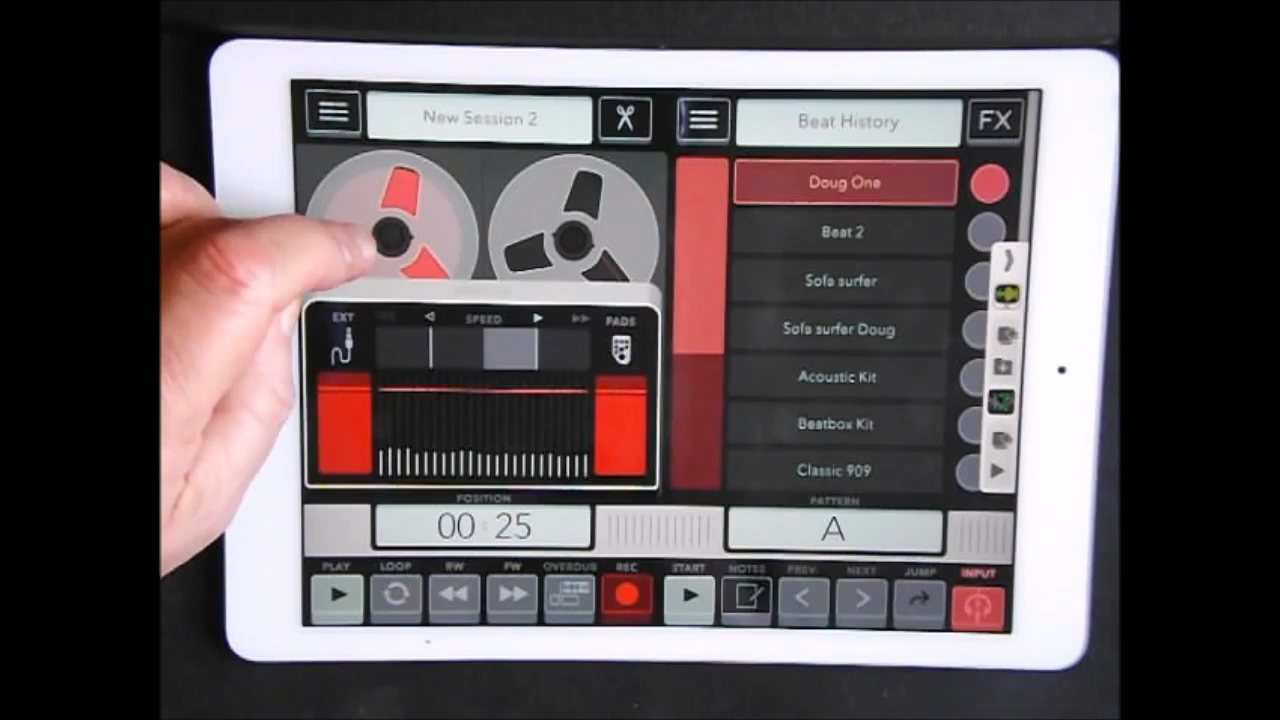 New Session 2
Beat History
FX
Doug One
Beat 2
Sofa surfer
Sofa surfer Doug
Acoustic Kit
Beatbox Kit
Classic 909
EXT
SPEED
PADS
POSITION
00 25
PATTERN
A
PLAY
LOOP
RW
FW
OVERDUB
REC
START
NOTES
PREV.
NEXT
JUMP
INPUT